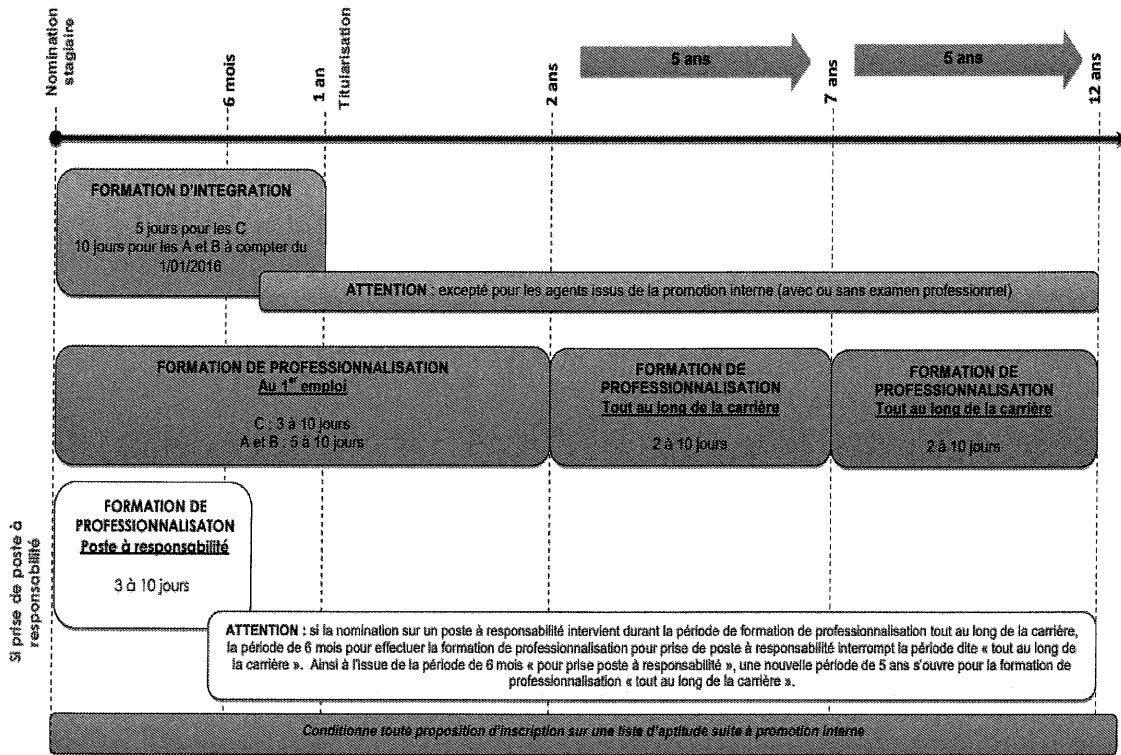 Nomination
stagiaire
6 mois
1 an
Titularisation
2 ans
5 ans
7 ans
5 ans
12 ans
FORMATION D'INTEGRATION
5 jours pour les C
10 jours pour les A et B à compter du
1/01/2016
ATTENTION : excepté pour les agents issus de la promotion interne (avec ou sans examen professionnel)
FORMATION DE PROFESSIONNALISATION
Au 1er emploi
C : 3 à 10 jours
A et B : 5 à 10 jours
FORMATION DE
PROFESSIONNALISATION
Tout au long de la carrière
2 à 10 jours
FORMATION DE
PROFESSIONNALISATION
Tout au long de la carrière
2 à 10 jours
Si prise de poste à
responsabilité
FORMATION DE
PROFESSIONNALISATON
Poste à responsabilité
3 à 10 jours
ATTENTION : si la nomination sur un poste à responsabilité intervient durant la période de formation de professionnalisation tout au long de la carrière,
la période de 6 mois pour effectuer la formation de professionnalisation pour prise de poste à responsabilité interrompt la période dite « tout au long de
la carrière ». Ainsi à l'issue de la période de 6 mois « pour prise poste à responsabilité », une nouvelle période de 5 ans s'ouvre pour la formation de
professionnalisation « tout au long de la carrière ».
Conditionne toute proposition d'inscription sur une liste d'aptitude suite à promotion interne